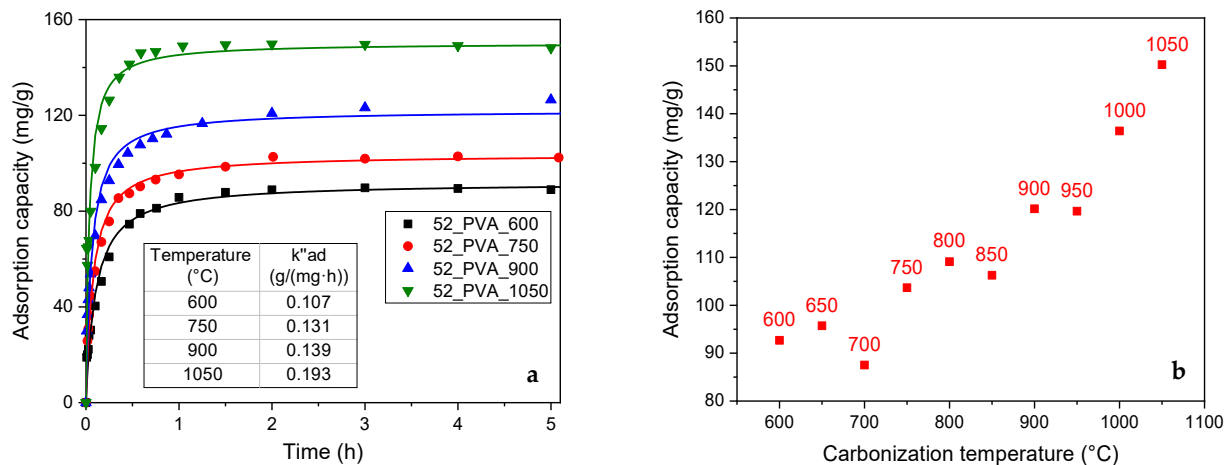 160
120
80
40
0
Adsorption capacity (mg/g)
0 1 2 3 4 5
Time (h)
52_PVA_600
52_PVA_750
52_PVA_900
52_PVA_1050
Temperature (°C) k"ad (g/(mg·h))
600 0.107
750 0.131
900 0.139
1050 0.193
a
160
150
140
130
120
110
100
90
80
Adsorption capacity (mg/g)
600
650
700
750
800
850
900
950
1000
1050
b
600 700 800 900 1000 1100
Carbonization temperature (°C)